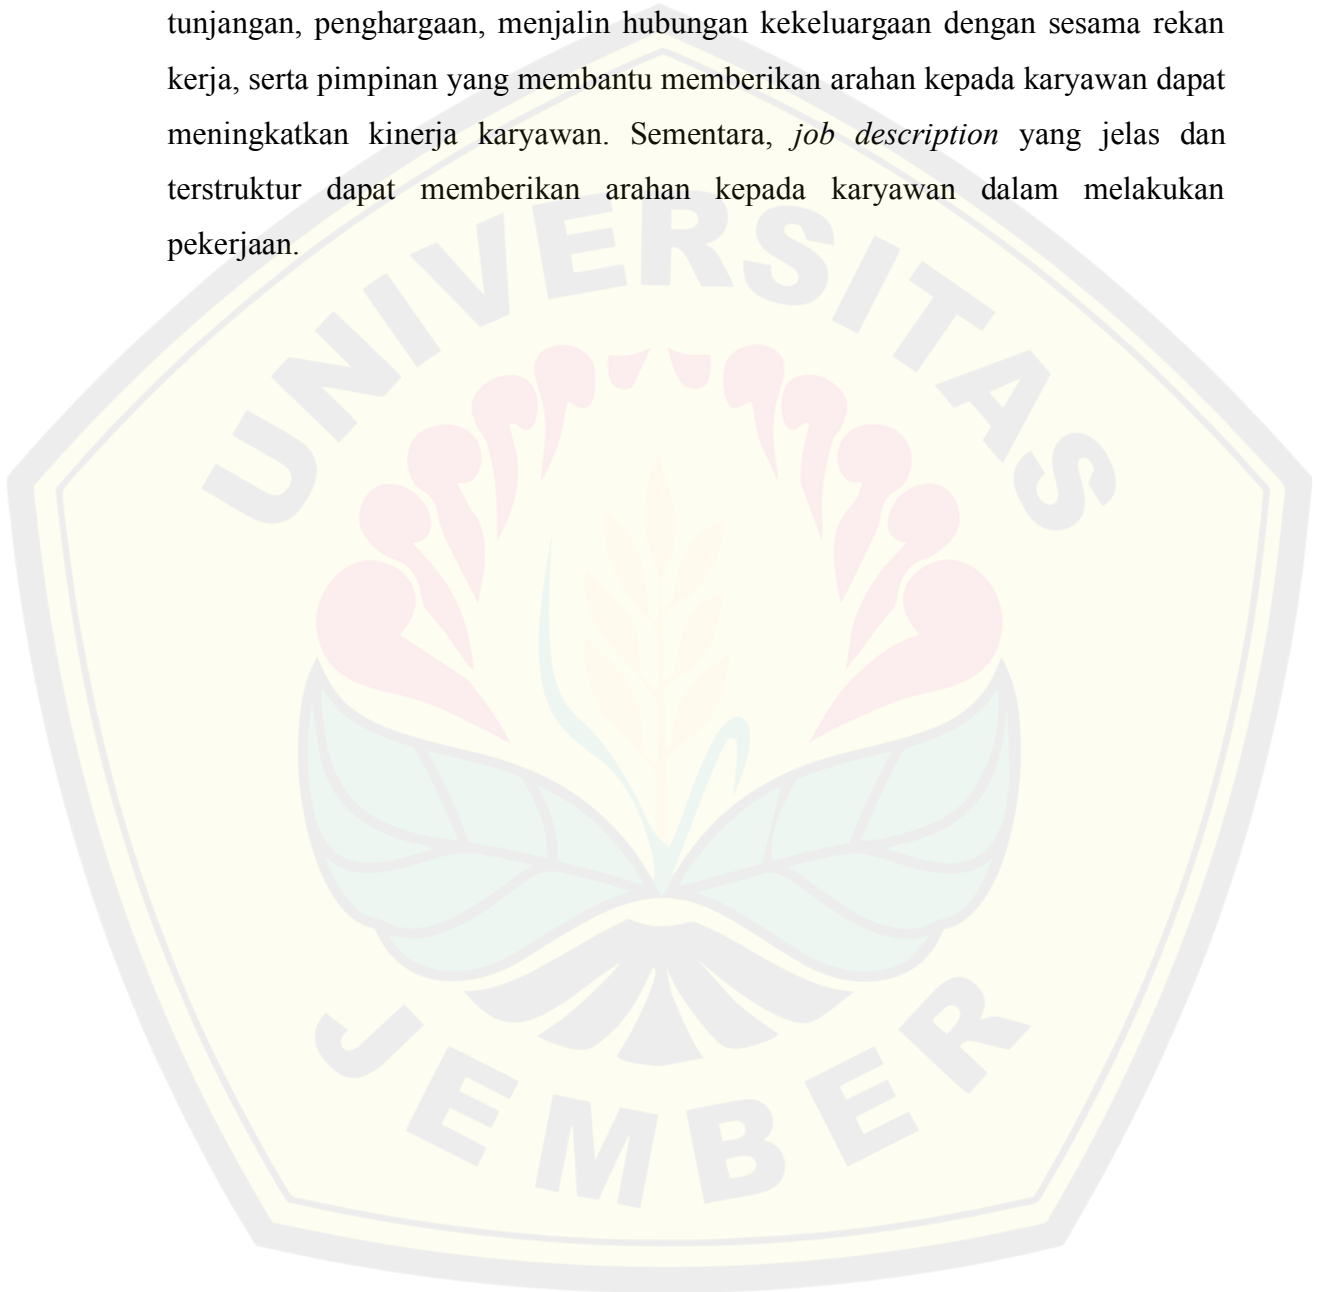 tunjangan, penghargaan, menjalin hubungan kekeluargaan dengan sesama rekan
kerja, serta pimpinan yang membantu memberikan arahan kepada karyawan dapat
meningkatkan kinerja karyawan. Sementara, job description yang jelas dan
terstruktur dapat memberikan arahan kepada karyawan dalam melakukan
pekerjaan.
UNIVERSITAS
JEMBER